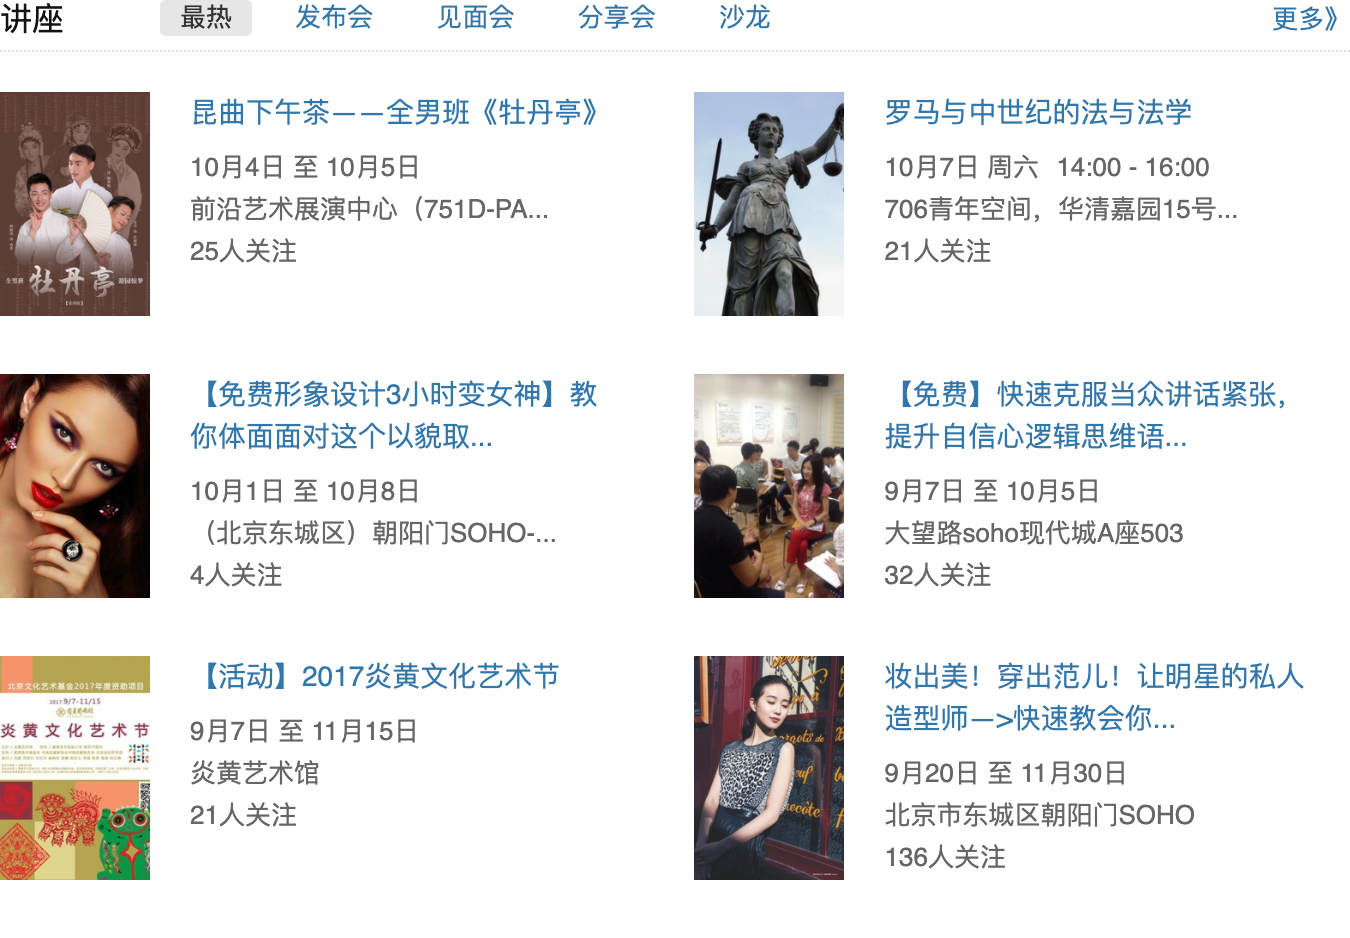 讲座
最热
发布会
见面会
分享会
沙龙
更多》
昆曲下午茶——全男班《牡丹亭》
10月4日 至 10月5日
前沿艺术展演中心（751D-PA...
25人关注
全男班
牡丹亭
游园惊梦
罗马与中世纪的法与法学
10月7日 周六 14:00 - 16:00
706青年空间，华清嘉园15号...
21人关注
【免费形象设计3小时变女神】教
你体面面对这个以貌取...
10月1日 至 10月8日
（北京东城区）朝阳门SOHO-...
4人关注
【免费】快速克服当众讲话紧张，
提升自信心逻辑思维语...
9月7日 至 10月5日
大望路soho现代城A座503
32人关注
北京文化艺术基金2017年度资助项目
2017.9/7-11/15
炎黄文化艺术节
【活动】2017炎黄文化艺术节
9月7日 至 11月15日
炎黄艺术馆
21人关注
妆出美！穿出范儿！让明星的私人
造型师—>快速教会你...
9月20日 至 11月30日
北京市东城区朝阳门SOHO
136人关注